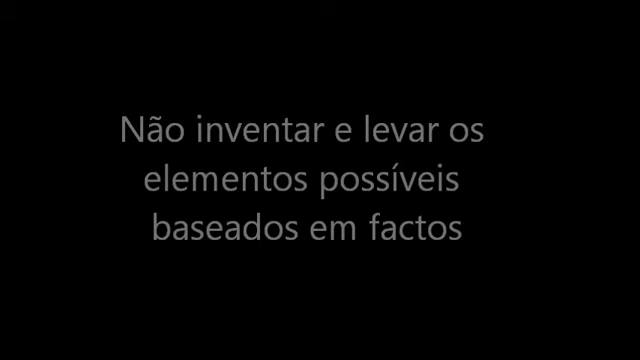 Não inventar e levar os
elementos possíveis
baseados em factos